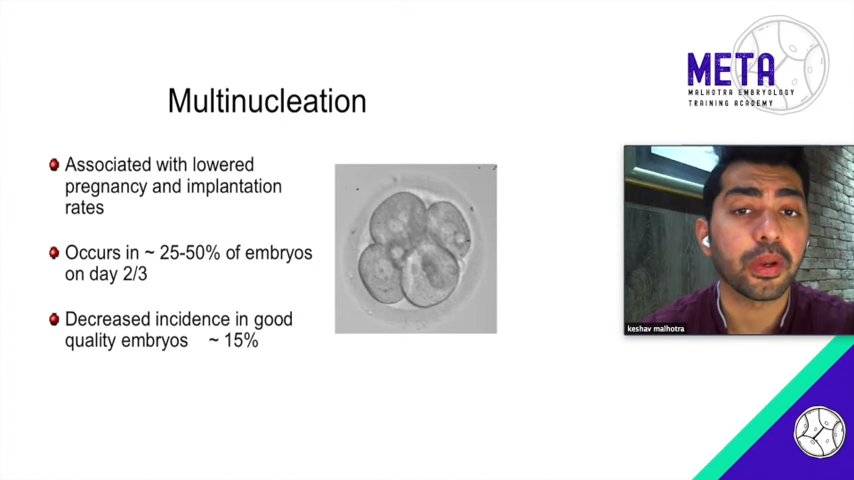 META
MALHOTRA EMBRYOLOGY
TRAINING ACADEMY
Multinucleation
Associated with lowered
pregnancy and implantation
rates
Occurs in ~ 25-50% of embryos
on day 2/3
Decreased incidence in good
quality embryos ~ 15%
keshav malhotra